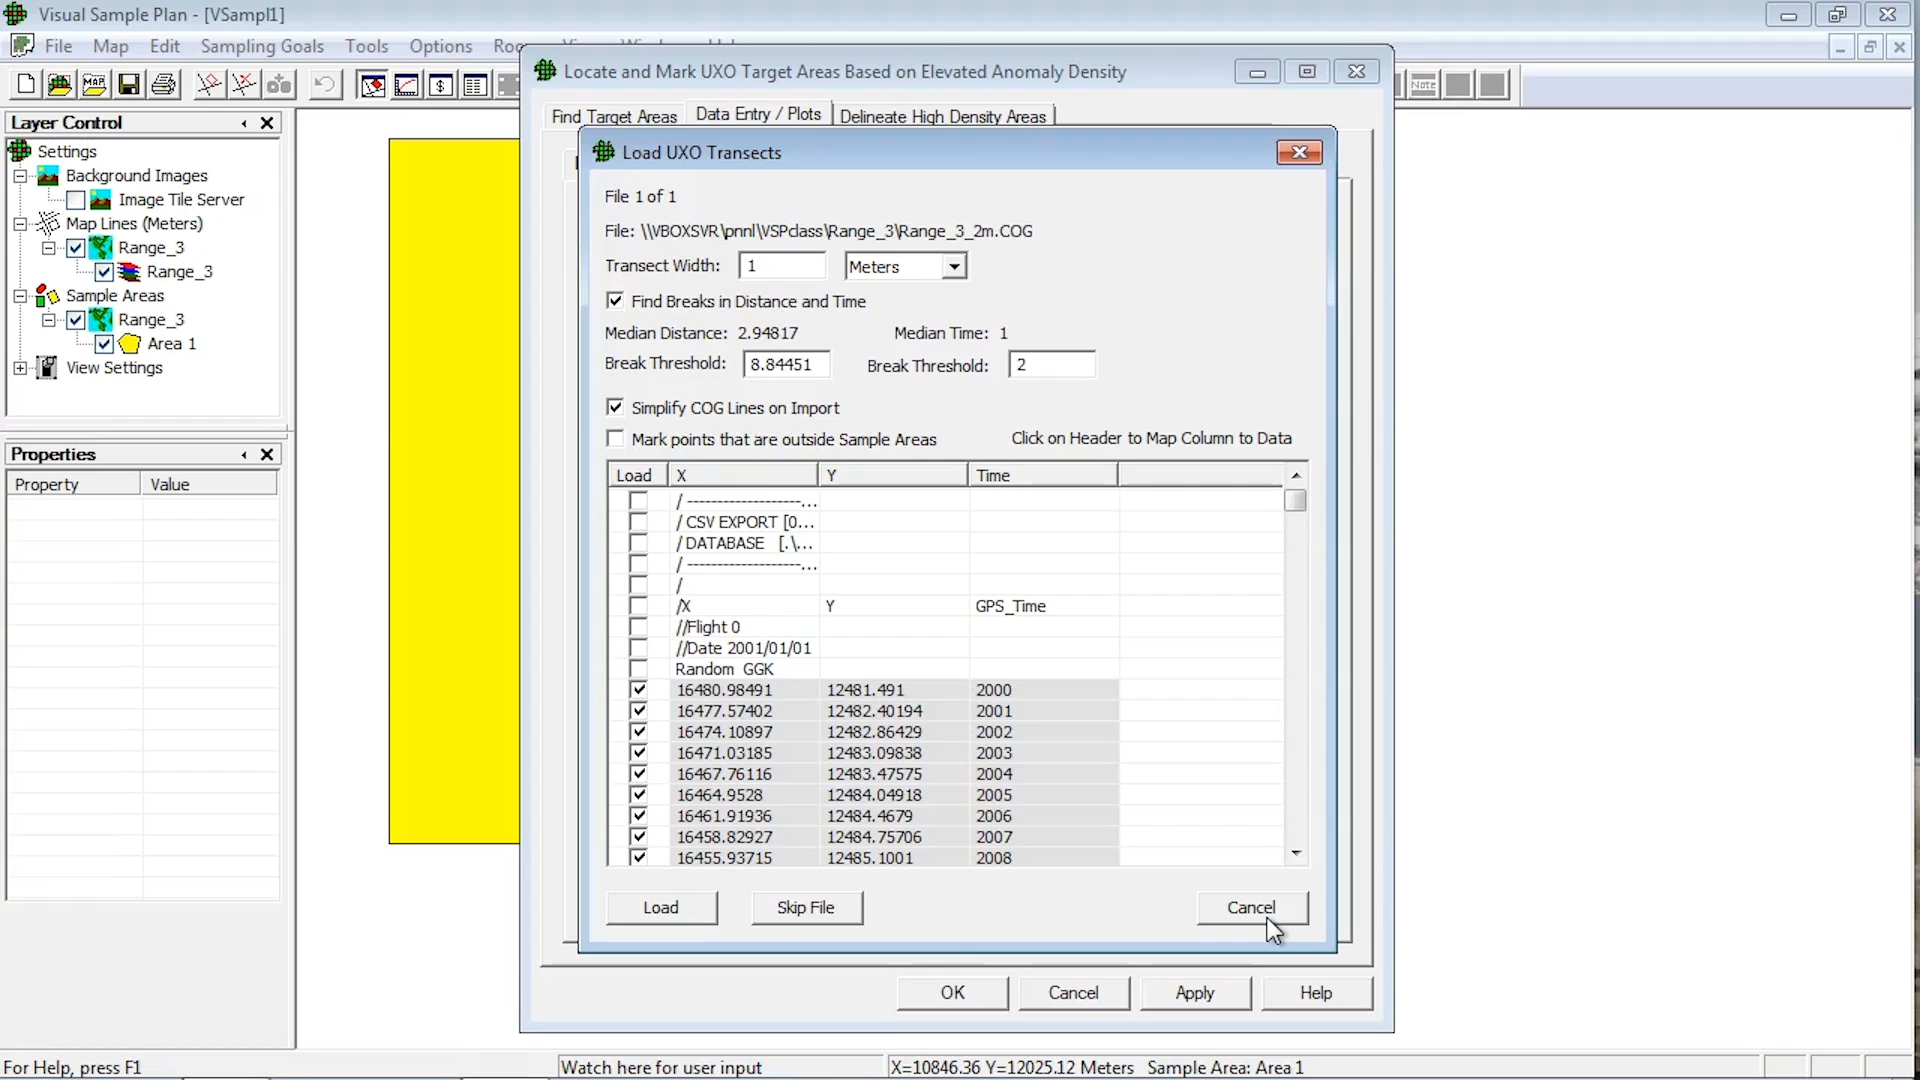 Visual Sample Plan - [VSampl1]
File Map Edit Sampling Goals Tools Options
Locate and Mark UXO Target Areas Based on Elevated Anomaly Density
Note
Find Target Areas Data Entry / Plots Delineate High Density Areas
Layer Control
Settings
Background Images
Image Tile Server
Map Lines (Meters)
Range_3
Range_3
Sample Areas
Range_3
Area 1
View Settings
Properties
Property Value
Load UXO Transects
File 1 of 1
File: \\VBOXSVR\pnnl\VSPclass\Range_3\Range_3_2m.COG
Transect Width: 1 Meters
Find Breaks in Distance and Time
Median Distance: 2.94817 Median Time: 1
Break Threshold: 8.84451 Break Threshold: 2
Simplify COG Lines on Import
Mark points that are outside Sample Areas Click on Header to Map Column to Data
Load X Y Time
/ -------------------...
/ CSV EXPORT [0...
/ DATABASE [.\...
/ -------------------...
/
/X Y GPS_Time
//Flight 0
//Date 2001/01/01
Random GGK
16480.98491 12481.491 2000
16477.57402 12482.40194 2001
16474.10897 12482.86429 2002
16471.03185 12483.09838 2003
16467.76116 12483.47575 2004
16464.9528 12484.04918 2005
16461.91936 12484.4679 2006
16458.82927 12484.75706 2007
16455.93715 12485.1001 2008
Load Skip File Cancel
OK Cancel Apply Help
For Help, press F1 Watch here for user input X=10846.36 Y=12025.12 Meters Sample Area: Area 1